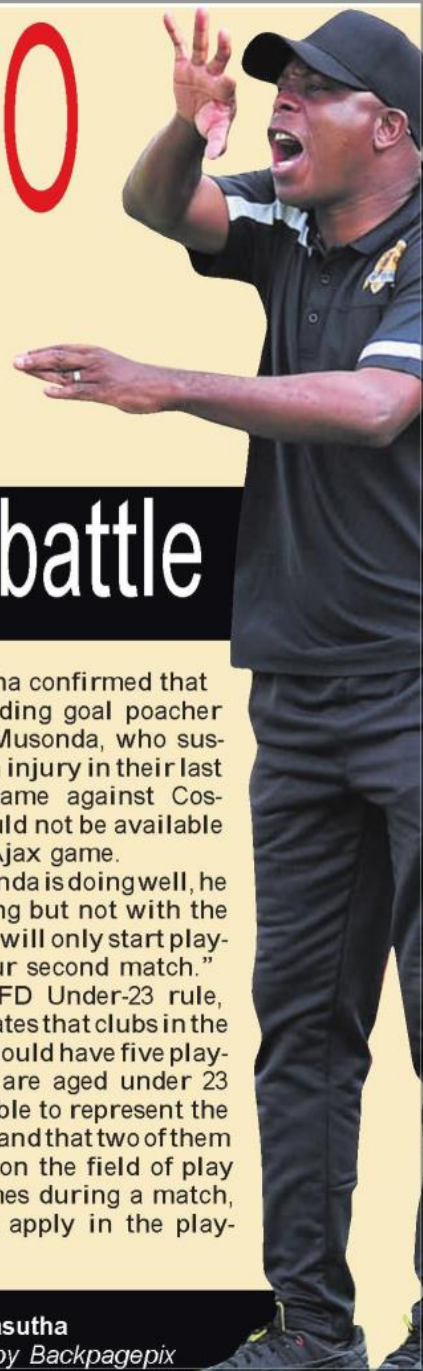 O
battle
na confirmed that
ding goal poacher
Musonda, who sus-
injury in their last
ame against Cos-
uld not be available
Ajax game.
nda is doing well, he
ng but not with the
will only start play-
ur second match."
FD Under-23 rule,
ates that clubs in the
ould have five play-
are aged under 23
ble to represent the
and that two of them
on the field of play
nes during a match,
apply in the play-
asutha
by Backpagepix